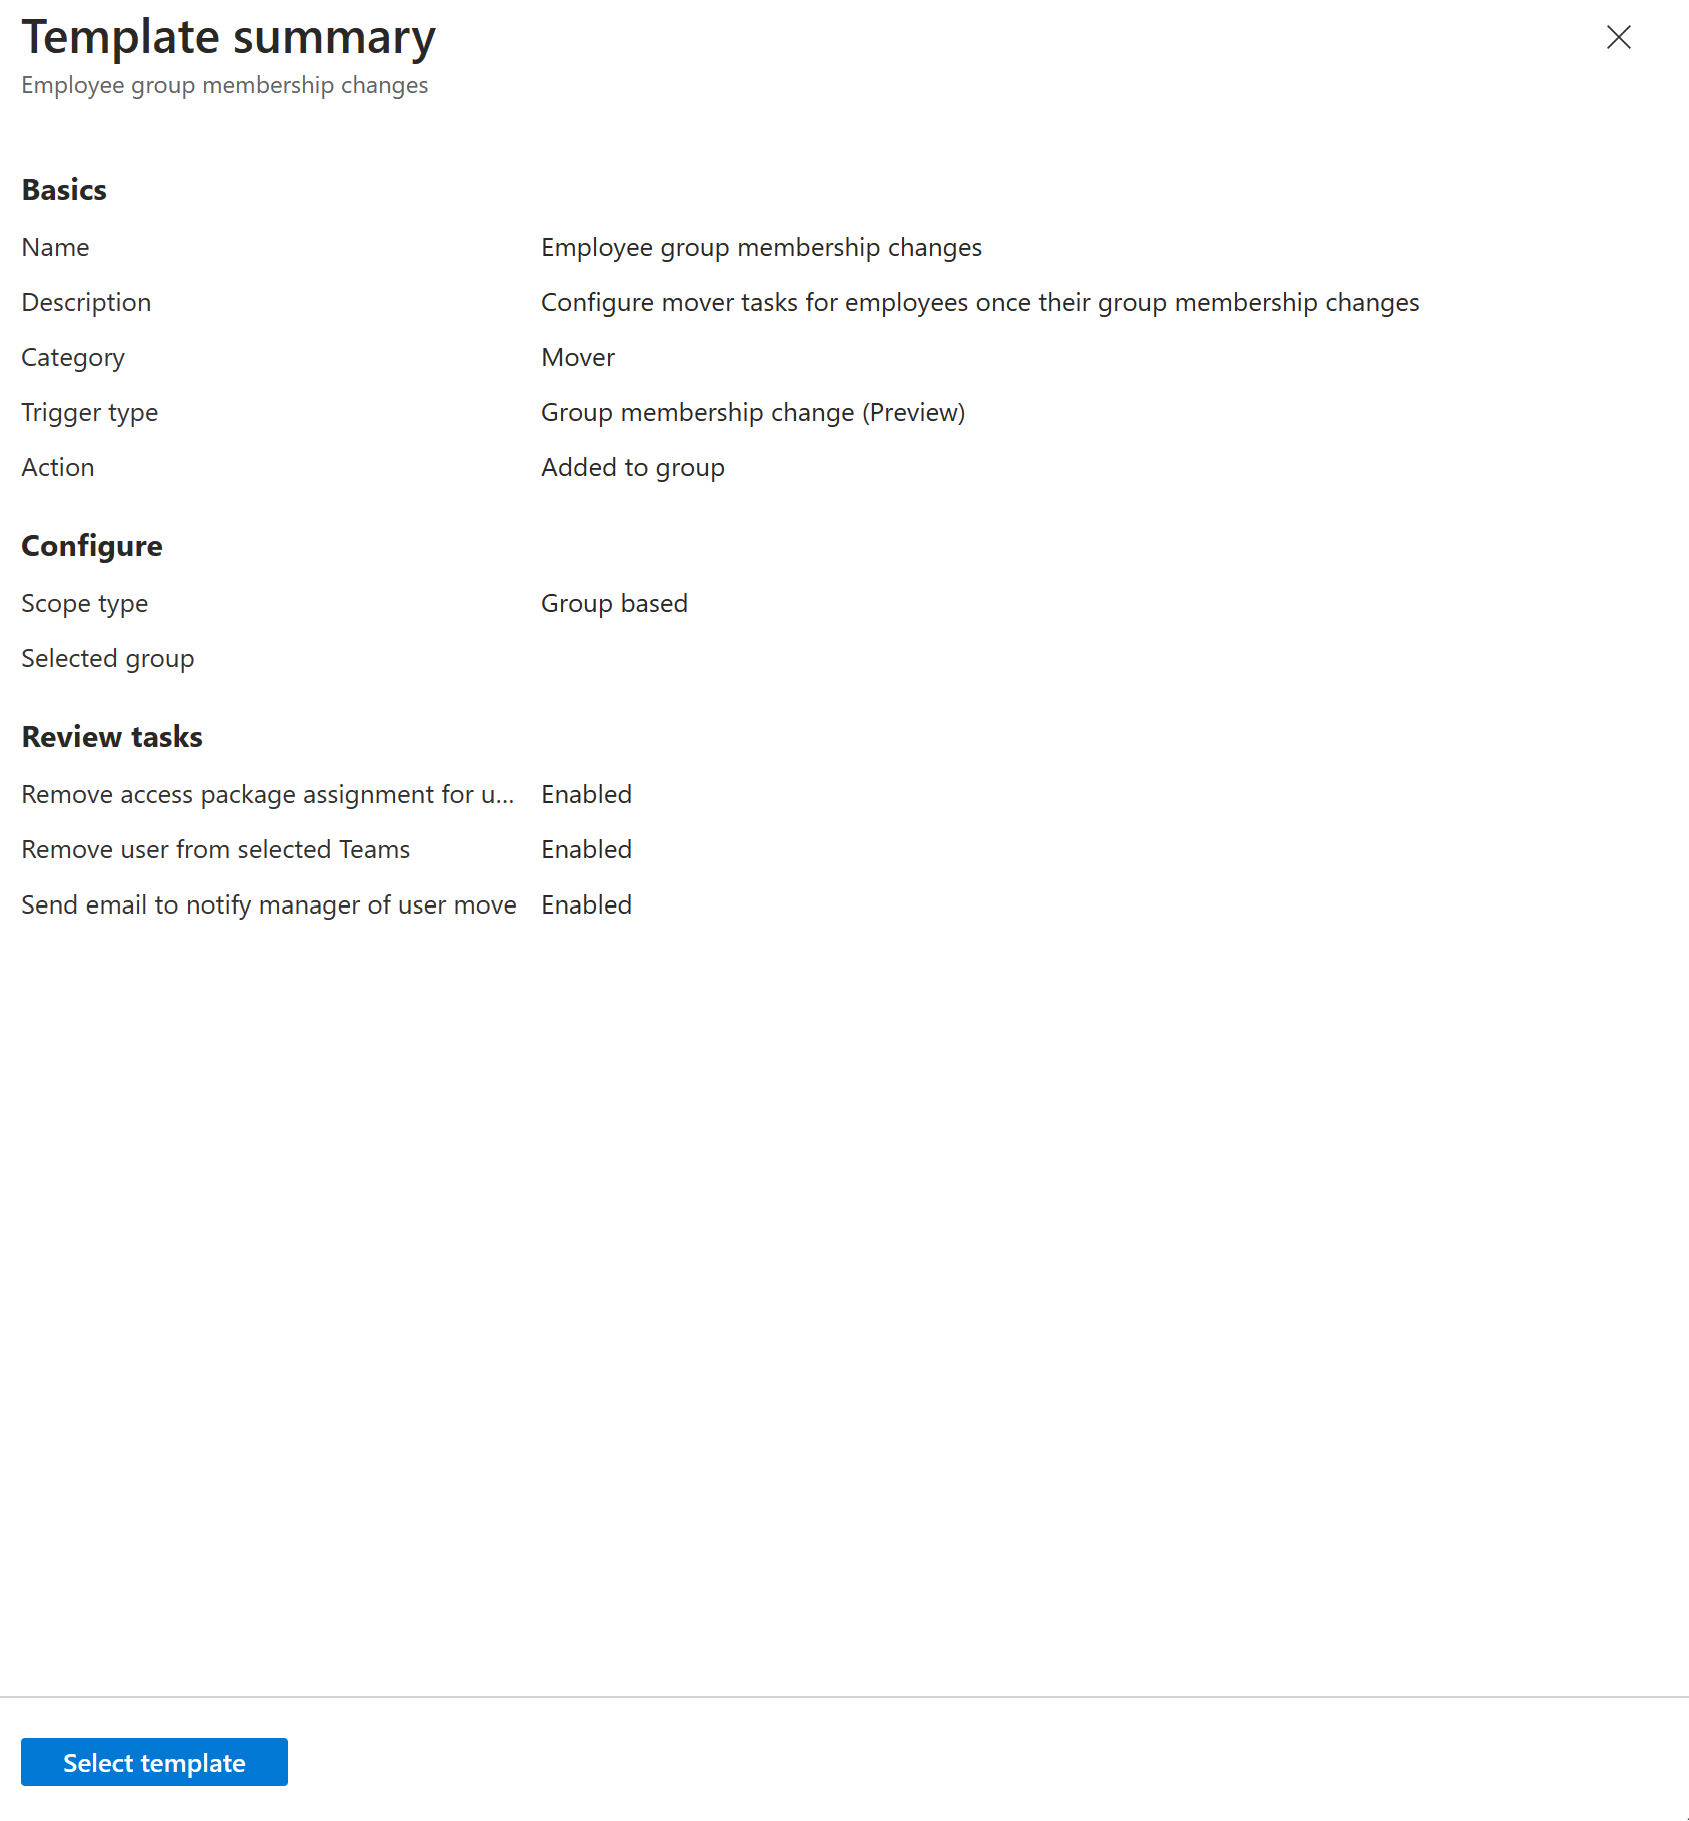 Template summary
Employee group membership changes
Basics
Name Employee group membership changes
Description Configure mover tasks for employees once their group membership changes
Category Mover
Trigger type Group membership change (Preview)
Action Added to group
Configure
Scope type Group based
Selected group
Review tasks
Remove access package assignment for u... Enabled
Remove user from selected Teams Enabled
Send email to notify manager of user move Enabled
Select template